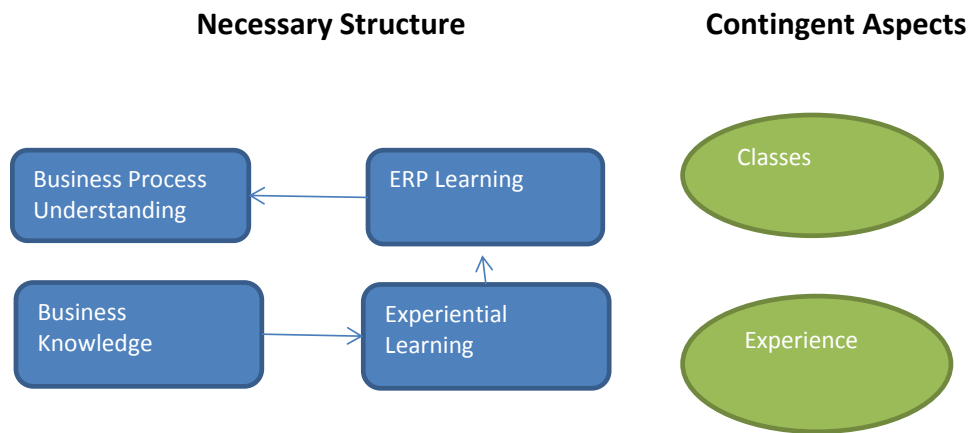 Necessary Structure
Contingent Aspects
Business Process
Understanding
ERP Learning
Classes
Business
Knowledge
Experiential
Learning
Experience